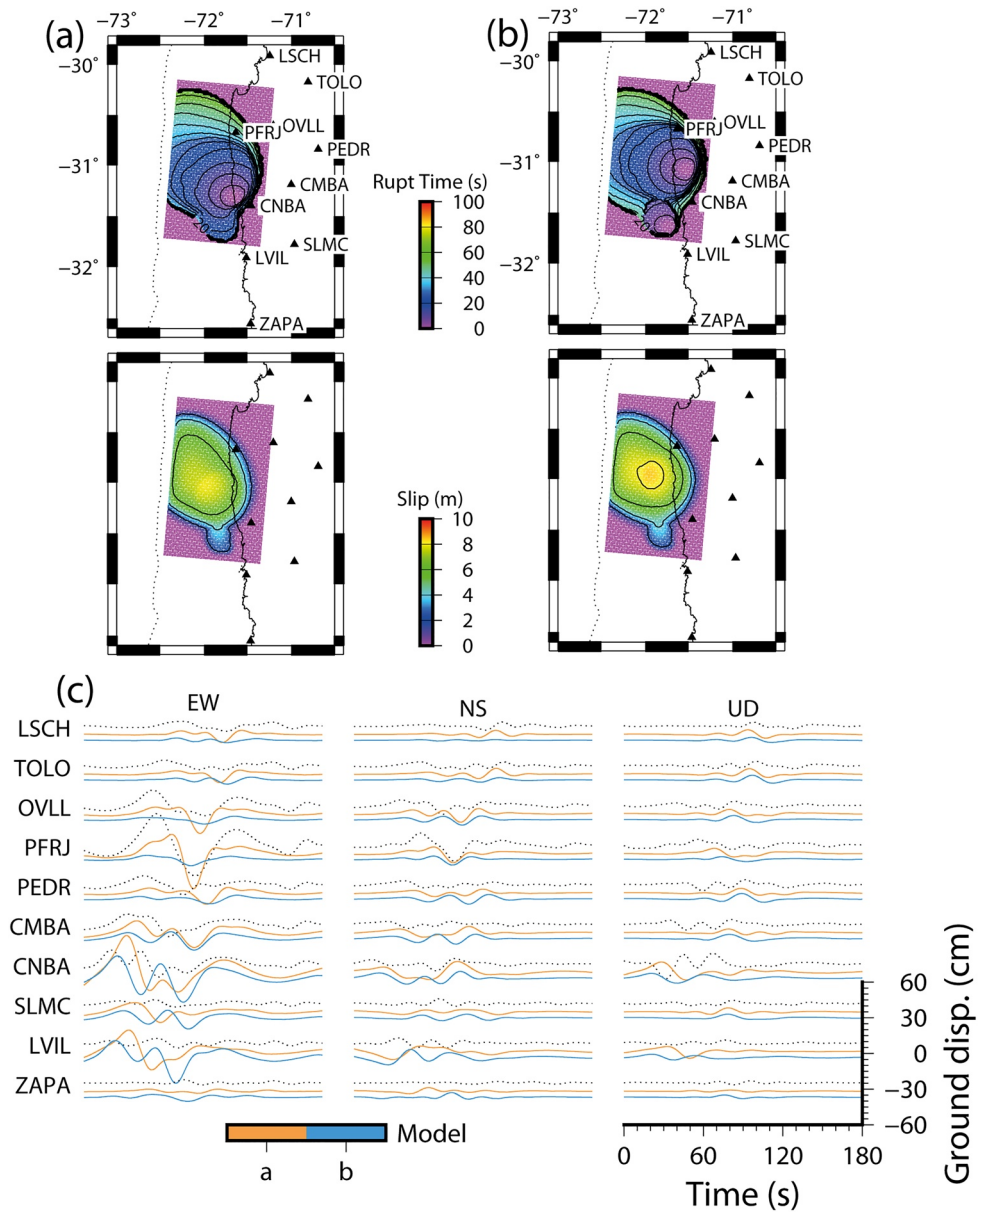 (a)
−73˚ −72˚ −71˚
−30˚
−31˚
−32˚
LSCH
TOLO
OVLL
PFRJ
PEDR
CMBA
CNBA
SLMC
LVIL
ZAPA
Rupt Time (s)
100
80
60
40
20
0
(b)
−73˚ −72˚ −71˚
−30˚
−31˚
−32˚
LSCH
TOLO
OVLL
PFRJ
PEDR
CMBA
CNBA
SLMC
LVIL
ZAPA
Slip (m)
10
8
6
4
2
0
(c)
EW NS UD
LSCH
TOLO
OVLL
PFRJ
PEDR
CMBA
CNBA
SLMC
LVIL
ZAPA
60
30
0
−30
−60
Ground disp. (cm)
0 60 120 180
Time (s)
Model
a b